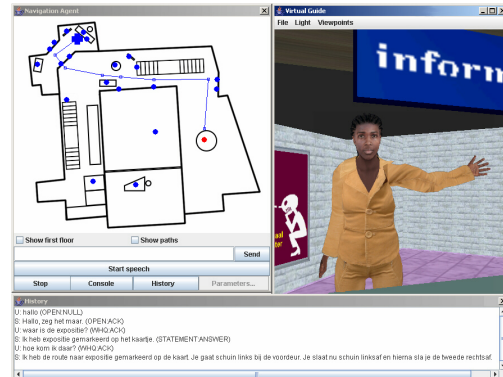 Navigation Agent
Show first floor
Show paths
Send
Start speech
Stop
Console
History
Parameters...
Virtual Guide
File Light Viewpoints
inform
History
U: hallo (OPEN:NULL)
S: Hallo, zeg het maar. (OPEN:ACK)
U: waar is de expositie? (WHQ:ACK)
S: Ik heb expositie gemarkeerd op het kaartje. (STATEMENT:ANSWER)
U: hoe kom ik daar? (WHQ:ACK)
S: Ik heb de route naar expositie gemarkeerd op de kaart. Je gaat schuin links bij de voordeur. Je slaat nu schuin linksaf en hierna sla je de tweede rechtsaf.